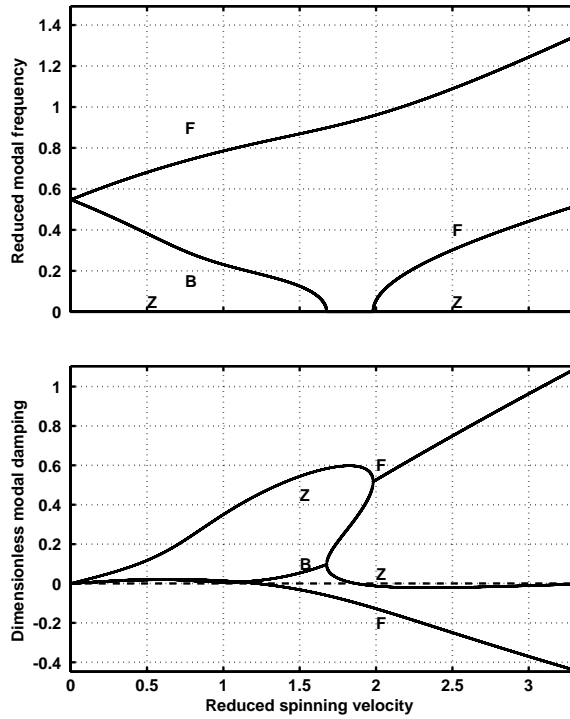 Reduced modal frequency
1.4
1.2
1
0.8
0.6
0.4
0.2
0
F
B
Z
F
Z
Dimensionless modal damping
1
0.8
0.6
0.4
0.2
0
-0.2
-0.4
F
Z
B
Z
F
0 0.5 1 1.5 2 2.5 3
Reduced spinning velocity